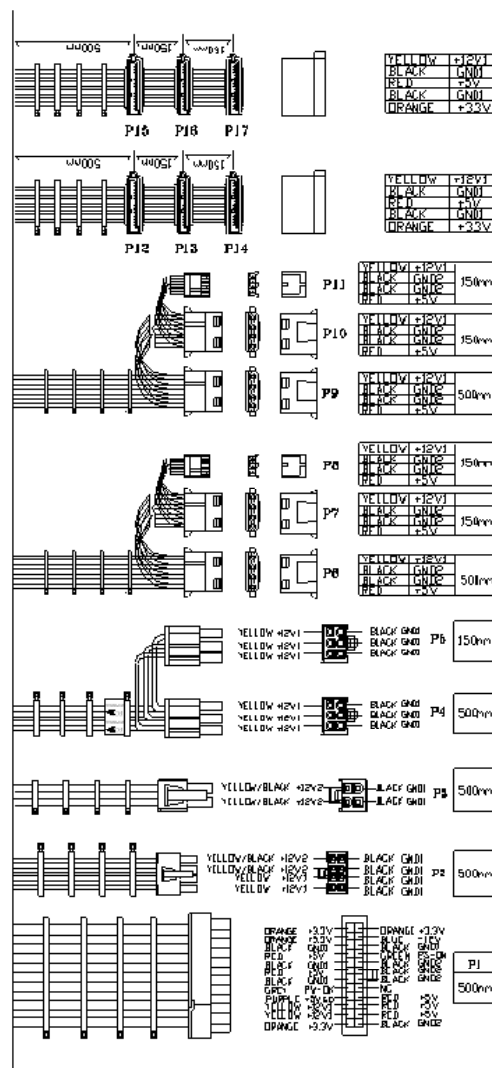 500mm 150mm 150mm
YELLOW +12V1
BLACK GND1
RED +5V
BLACK GND1
ORANGE +3.3V
P15 P16 P17
500mm 150mm 150mm
YELLOW +12V1
BLACK GND1
RED +5V
BLACK GND1
ORANGE +3.3V
P12 P13 P14
P11
YELLOW +12V1
BLACK GND2
BLACK GND2
RED +5V
150mm
P10
YELLOW +12V1
BLACK GND2
BLACK GND2
RED +5V
150mm
P9
YELLOW +12V1
BLACK GND2
BLACK GND2
RED +5V
500mm
P8
YELLOW +12V1
BLACK GND2
BLACK GND2
RED +5V
150mm
P7
YELLOW +12V1
BLACK GND2
BLACK GND2
RED +5V
150mm
P6
YELLOW +12V1
BLACK GND2
BLACK GND2
RED +5V
500mm
YELLOW +12V1 BLACK GND1
YELLOW +12V1 BLACK GND1
YELLOW +12V1 BLACK GND1
P5 150mm
YELLOW +12V1 BLACK GND1
YELLOW +12V1 BLACK GND1
YELLOW +12V1 BLACK GND1
P4 500mm
YELLOW/BLACK +12V2 BLACK GND1
YELLOW/BLACK +12V2 BLACK GND1
P3 500mm
YELLOW/BLACK +12V2 BLACK GND1
YELLOW/BLACK +12V2 BLACK GND1
YELLOW +12V1 BLACK GND1
YELLOW +12V1 BLACK GND1
P2 500mm
ORANGE +3.3V ORANGE +3.3V
ORANGE +3.3V BLUE -12V
BLACK GND1 BLACK GND1
RED +5V GREEN PS-ON
BLACK GND1 BLACK GND2
RED +5V BLACK GND2
BLACK GND1 BLACK GND2
GREY PW-OK NC
PURPLE +5VSB RED +5V
YELLOW +12V1 RED +5V
YELLOW +12V1 RED +5V
ORANGE +3.3V BLACK GND2
P1
500mm